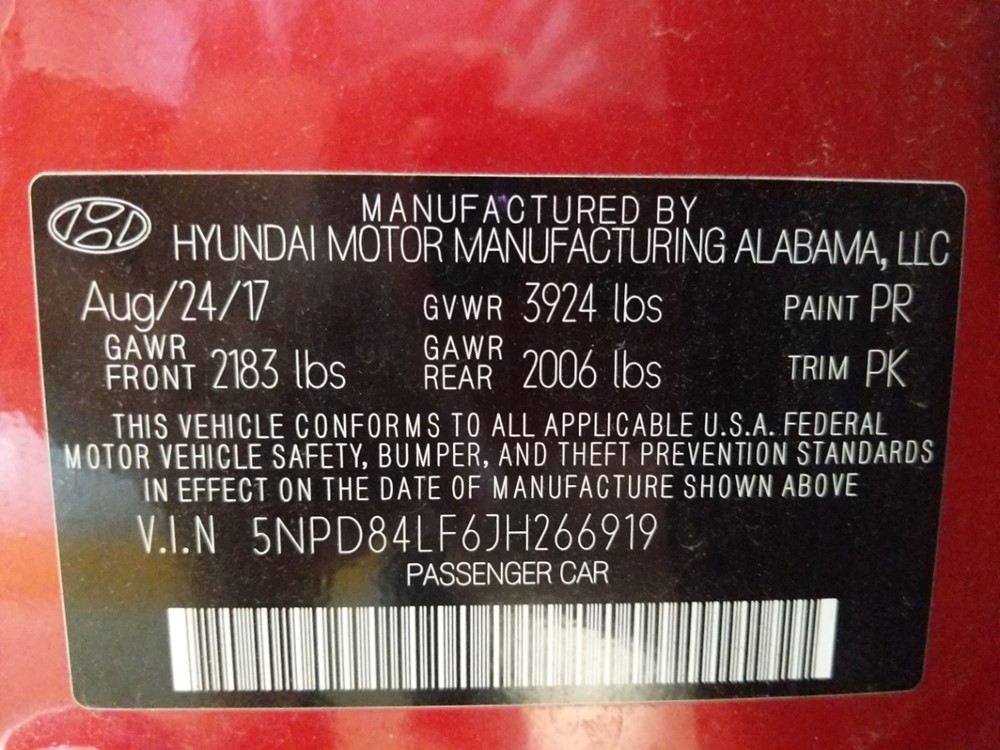 MANUFACTURED BY
HYUNDAI MOTOR MANUFACTURING ALABAMA, LLC
Aug/24/17 GVWR 3924 lbs PAINT PR
GAWR FRONT 2183 lbs GAWR REAR 2006 lbs TRIM PK
THIS VEHICLE CONFORMS TO ALL APPLICABLE U.S.A. FEDERAL
MOTOR VEHICLE SAFETY, BUMPER, AND THEFT PREVENTION STANDARDS
IN EFFECT ON THE DATE OF MANUFACTURE SHOWN ABOVE
V.I.N 5NPD84LF6JH266919
PASSENGER CAR